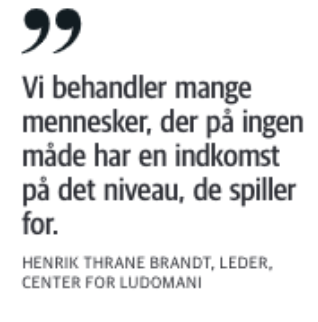 ”
Vi behandler mange
mennesker, der på ingen
måde har en indkomst
på det niveau, de spiller
for.
HENRIK THRANE BRANDT, LEDER,
CENTER FOR LUDOMANI